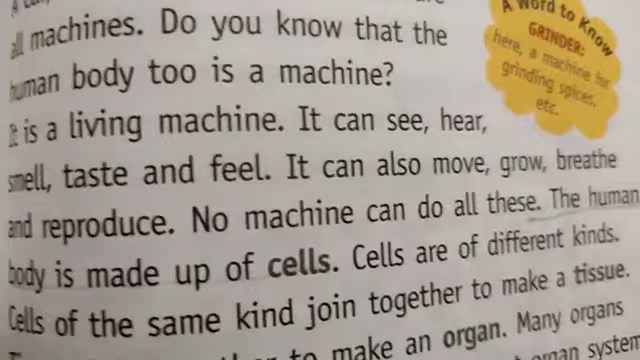 all machines. Do you know that the
human body too is a machine?
It is a living machine. It can see, hear,
smell, taste and feel. It can also move, grow, breathe
and reproduce. No machine can do all these. The human
body is made up of cells. Cells are of different kinds.
Cells of the same kind join together to make a tissue.
to make an organ. Many organs
organ system
A Word to Know
GRINDER:
here, a machine for
grinding spices,
etc.